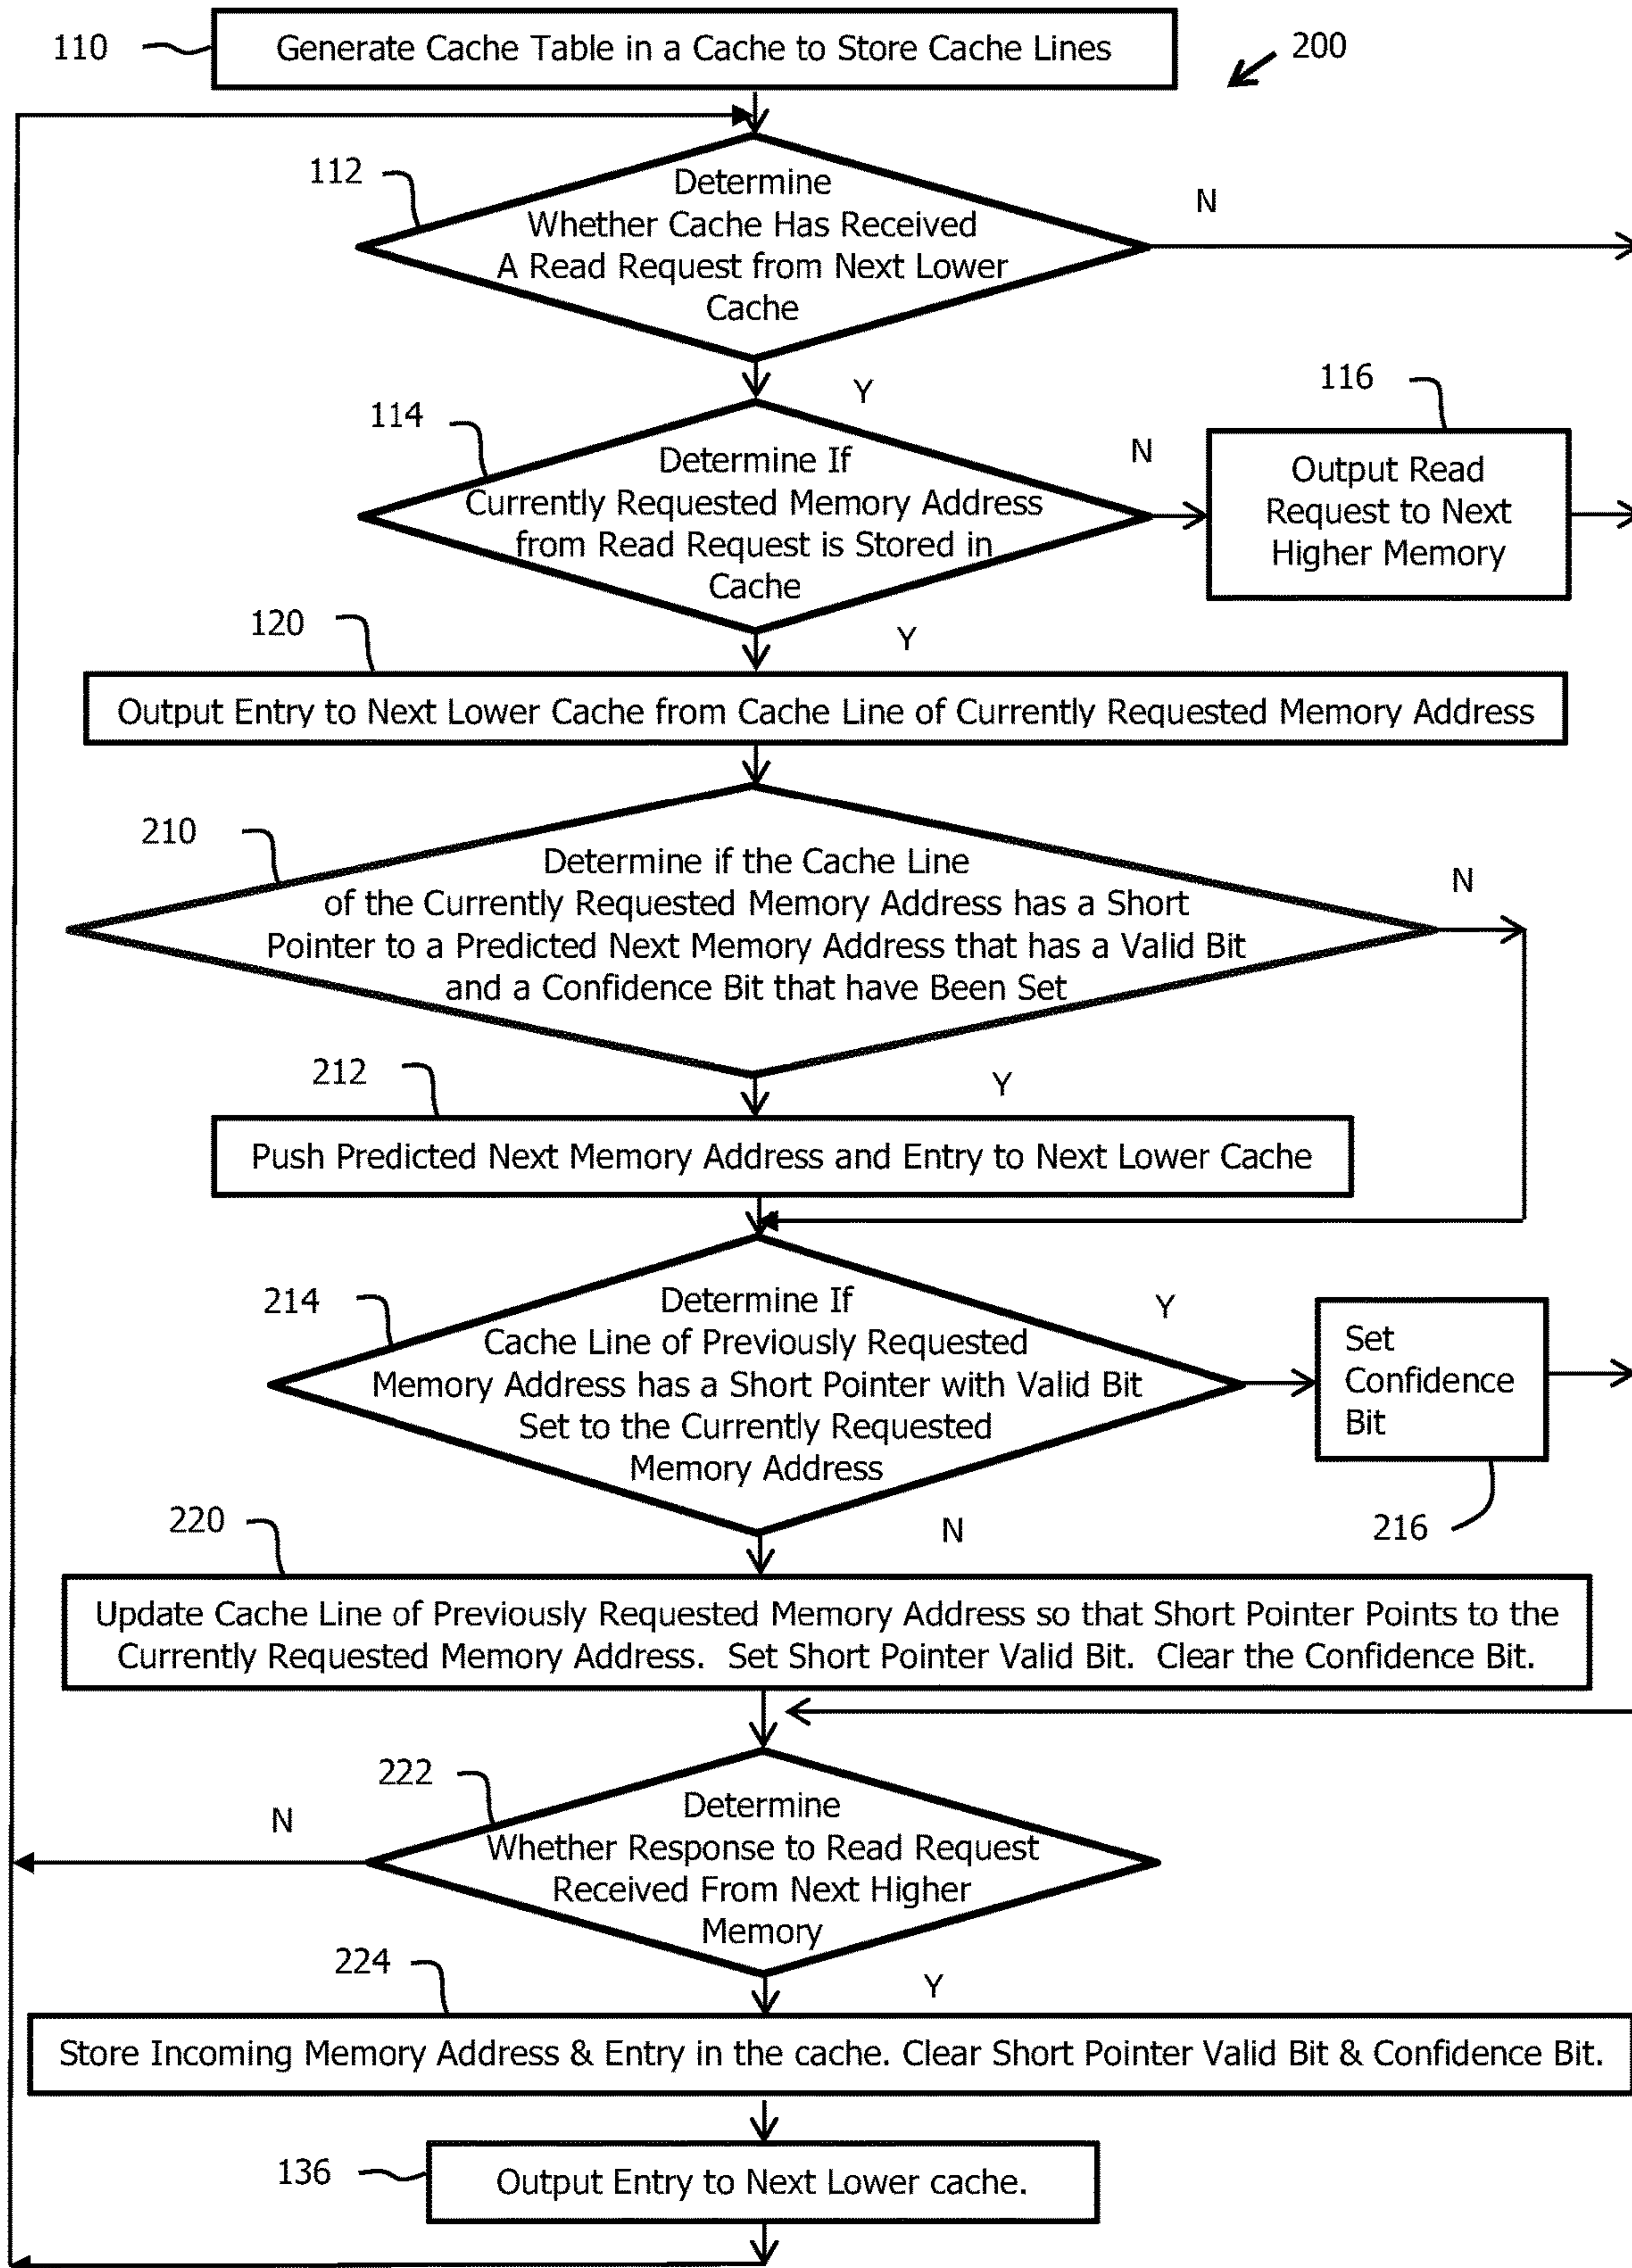 110
Generate Cache Table in a Cache to Store Cache Lines
200
112
Determine
Whether Cache Has Received
A Read Request from Next Lower
Cache
N
Y
114
Determine If
Currently Requested Memory Address
from Read Request is Stored in
Cache
N
116
Output Read
Request to Next
Higher Memory
Y
120
Output Entry to Next Lower Cache from Cache Line of Currently Requested Memory Address
210
Determine if the Cache Line
of the Currently Requested Memory Address has a Short
Pointer to a Predicted Next Memory Address that has a Valid Bit
and a Confidence Bit that have Been Set
N
Y
212
Push Predicted Next Memory Address and Entry to Next Lower Cache
214
Determine If
Cache Line of Previously Requested
Memory Address has a Short Pointer with Valid Bit
Set to the Currently Requested
Memory Address
Y
Set
Confidence
Bit
216
N
220
Update Cache Line of Previously Requested Memory Address so that Short Pointer Points to the
Currently Requested Memory Address. Set Short Pointer Valid Bit. Clear the Confidence Bit.
222
Determine
Whether Response to Read Request
Received From Next Higher
Memory
N
Y
224
Store Incoming Memory Address & Entry in the cache. Clear Short Pointer Valid Bit & Confidence Bit.
136
Output Entry to Next Lower cache.